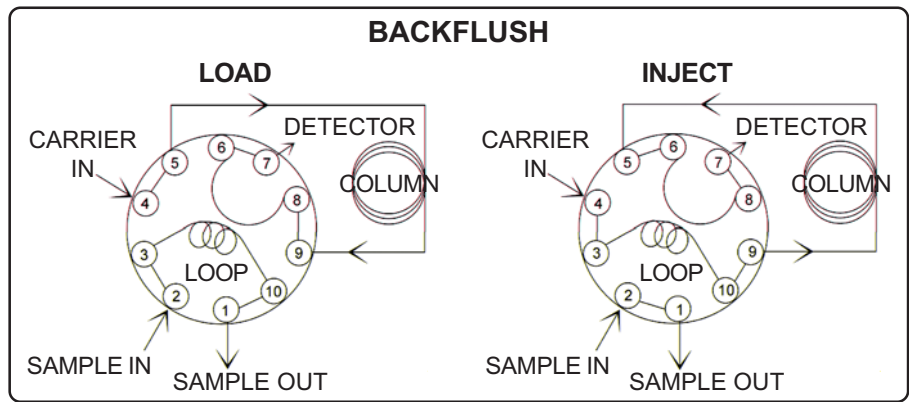 BACKFLUSH
LOAD
CARRIER
IN
DETECTOR
COLUMN
LOOP
SAMPLE IN
SAMPLE OUT
6
7
5
4
8
3
9
2
10
1
INJECT
CARRIER
IN
DETECTOR
COLUMN
LOOP
SAMPLE IN
SAMPLE OUT
6
7
5
4
8
3
9
2
10
1